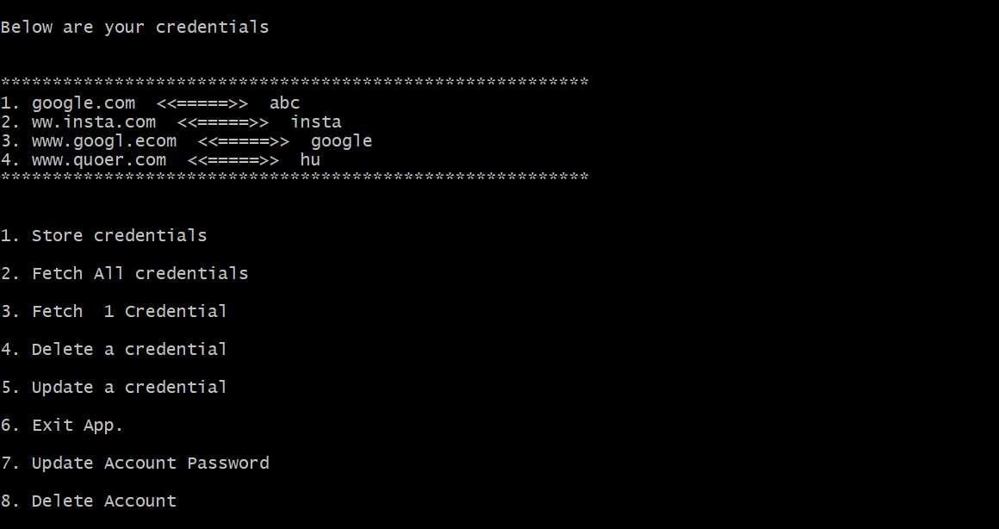 Below are your credentials
*********************************************************
1. google.com  <<=====>>  abc
2. ww.insta.com  <<=====>>  insta
3. www.googl.ecom  <<=====>>  google
4. www.quoer.com  <<=====>>  hu
*********************************************************
1. Store credentials
2. Fetch All credentials
3. Fetch  1 Credential
4. Delete a credential
5. Update a credential
6. Exit App.
7. Update Account Password
8. Delete Account